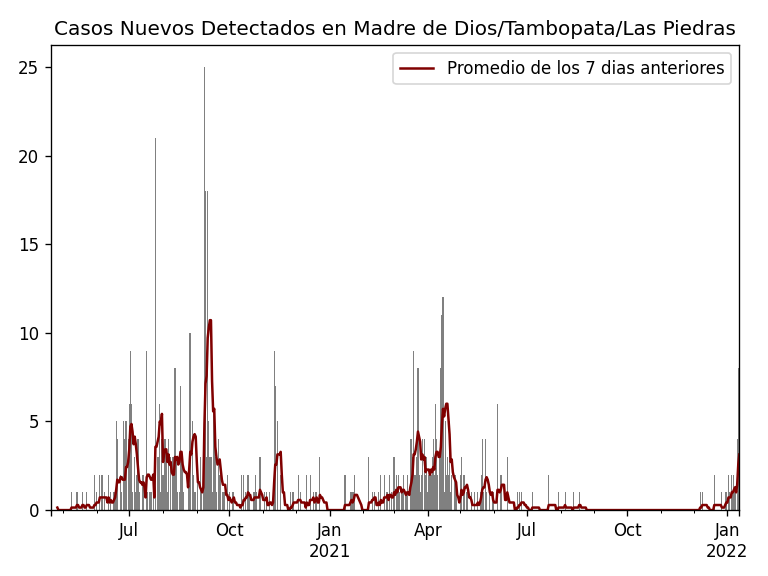 Casos Nuevos Detectados en Madre de Dios/Tambopata/Las Piedras
Promedio de los 7 dias anteriores
25
20
15
10
5
0
Jul Oct Jan Apr Jul Oct Jan
2021 2022